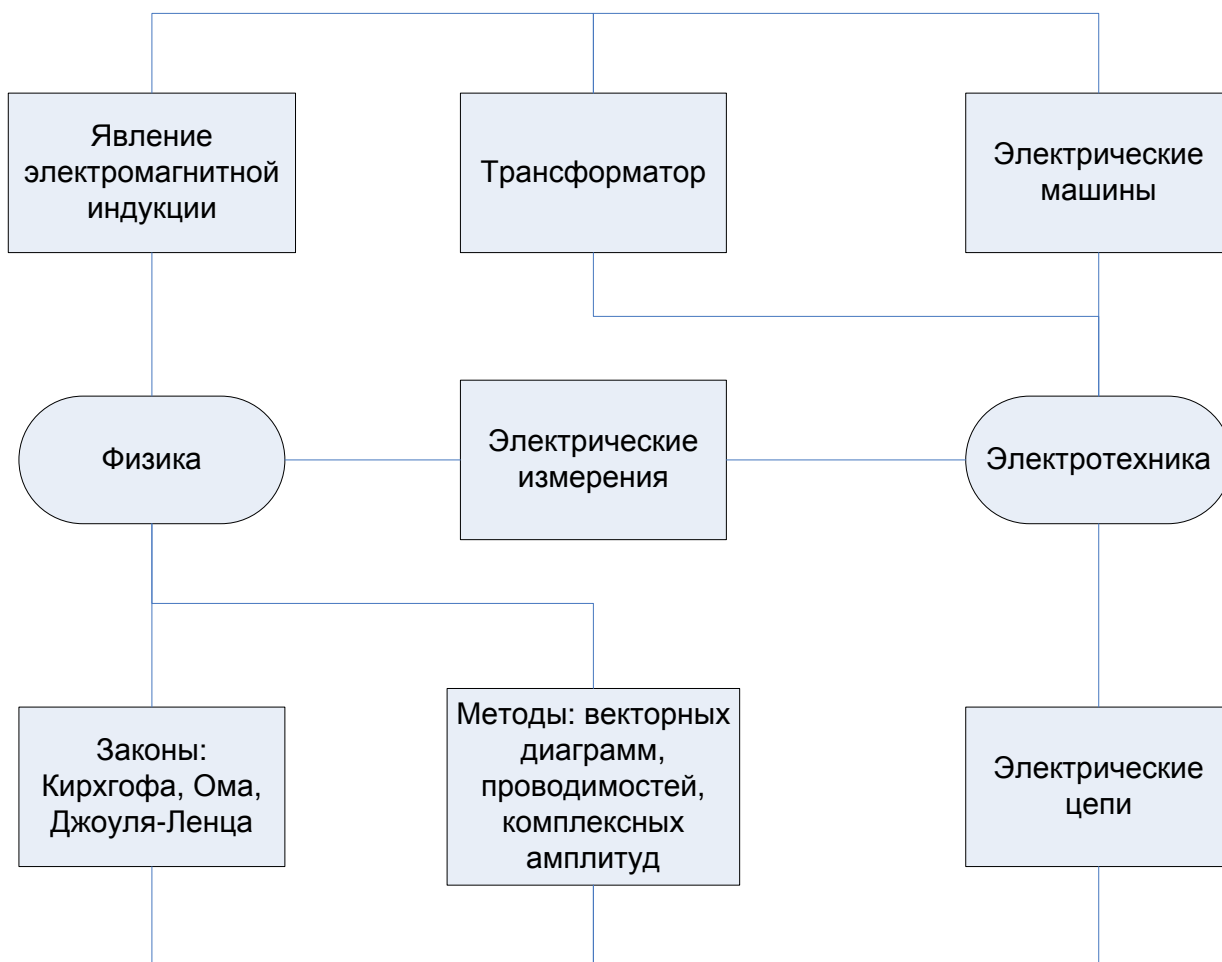 Явление
электромагнитной
индукции
Трансформатор
Электрические
машины
Физика
Электрические
измерения
Электротехника
Законы:
Кирхгофа, Ома,
Джоуля-Ленца
Методы: векторных
диаграмм,
проводимостей,
комплексных
амплитуд
Электрические
цепи